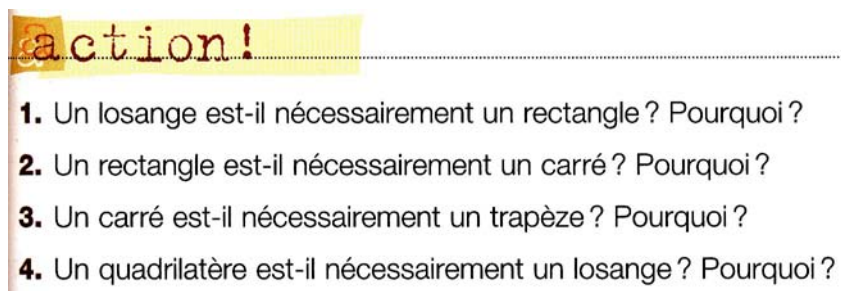 action!
1. Un losange est-il nécessairement un rectangle ? Pourquoi ?
2. Un rectangle est-il nécessairement un carré ? Pourquoi ?
3. Un carré est-il nécessairement un trapèze ? Pourquoi ?
4. Un quadrilatère est-il nécessairement un losange ? Pourquoi ?